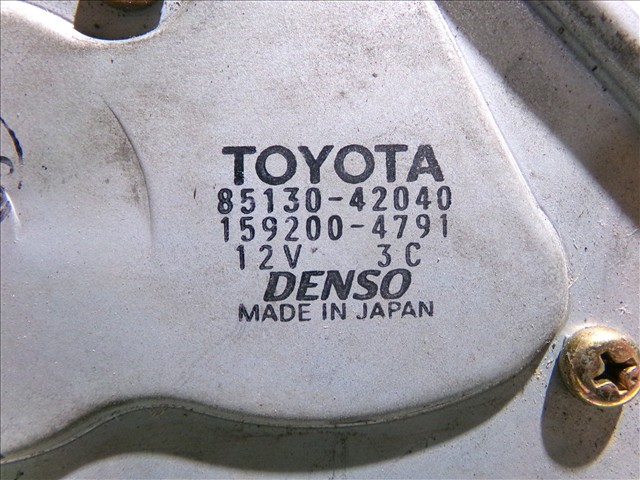 TOYOTA
85130-42040
159200-4791
12V 3C
DENSO
MADE IN JAPAN